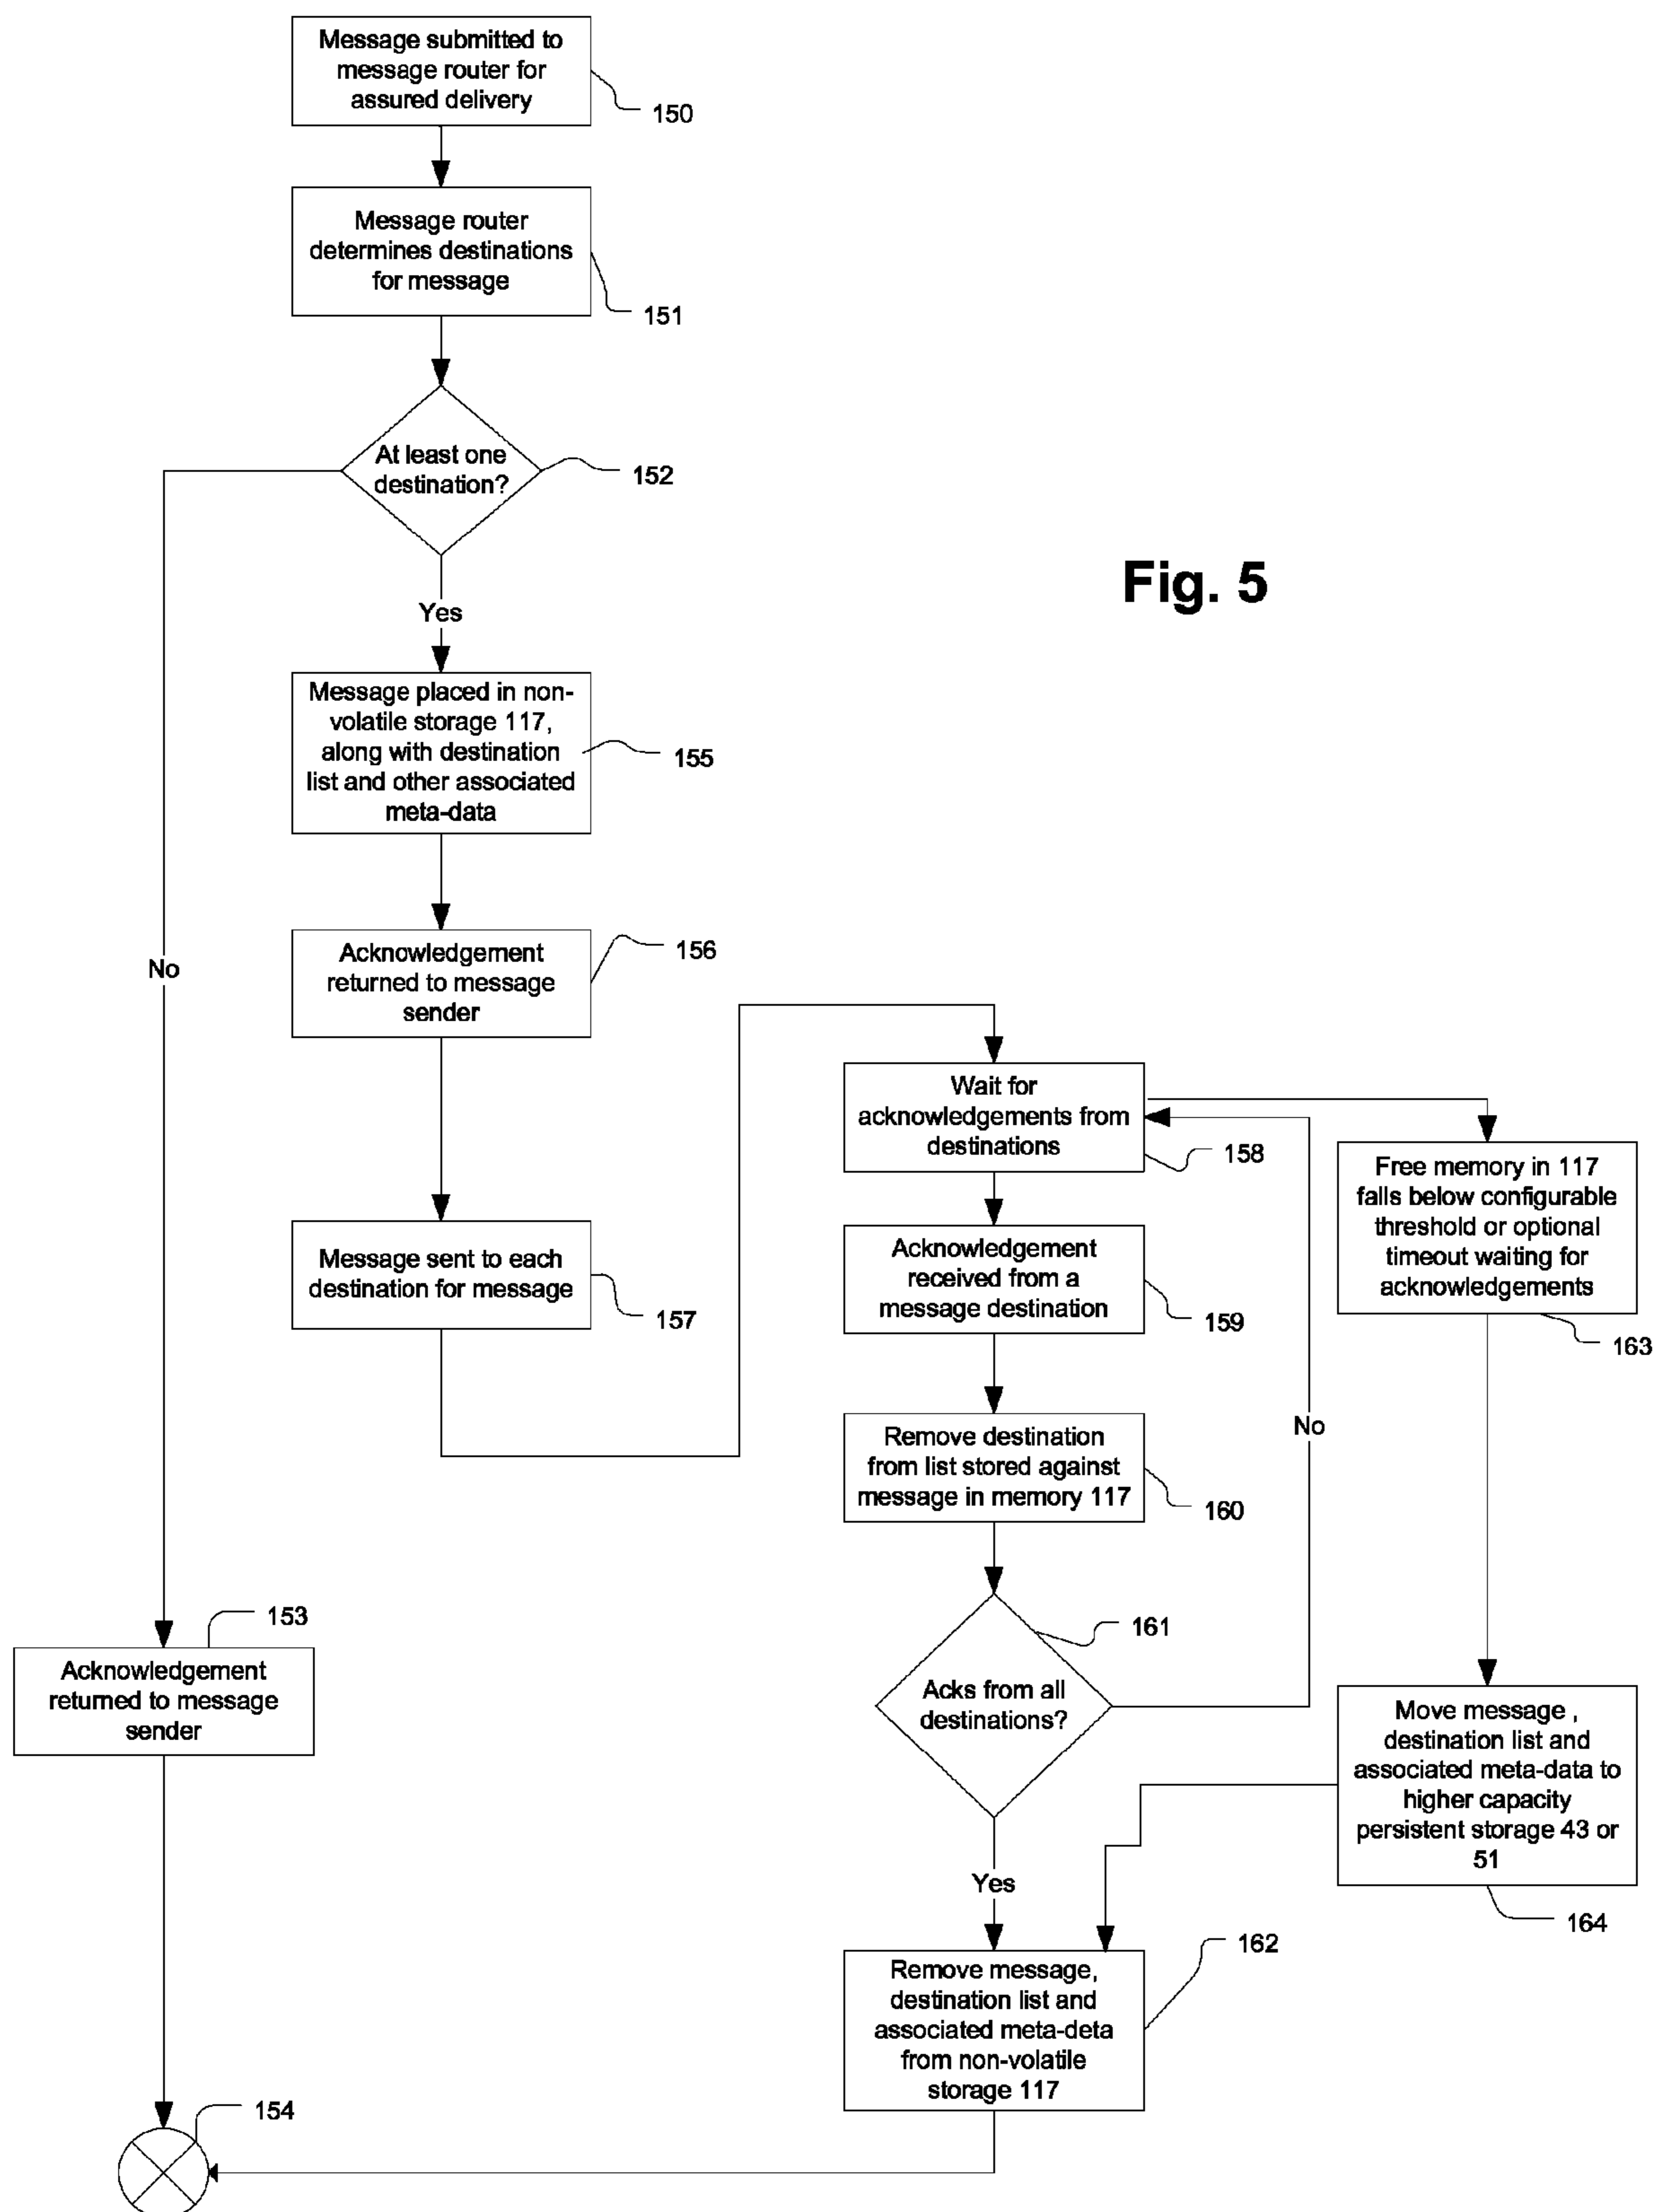 Message submitted to
message router for
assured delivery
150
Message router
determines destinations
for message
151
At least one
destination?
152
Fig. 5
Yes
Message placed in non-
volatile storage 117,
along with destination
list and other associated
meta-data
155
Acknowledgement
returned to message
sender
156
No
Message sent to each
destination for message
157
Wait for
acknowledgements from
destinations
158
Acknowledgement
received from a
message destination
159
Remove destination
from list stored against
message in memory 117
160
Free memory in 117
falls below configurable
threshold or optional
timeout waiting for
acknowledgements
163
No
Acks from all
destinations?
161
153
Acknowledgement
returned to message
sender
Move message ,
destination list and
associated meta-data to
higher capacity
persistent storage 43 or
51
164
Yes
Remove message,
destination list and
associated meta-deta
from non-volatile
storage 117
162
154